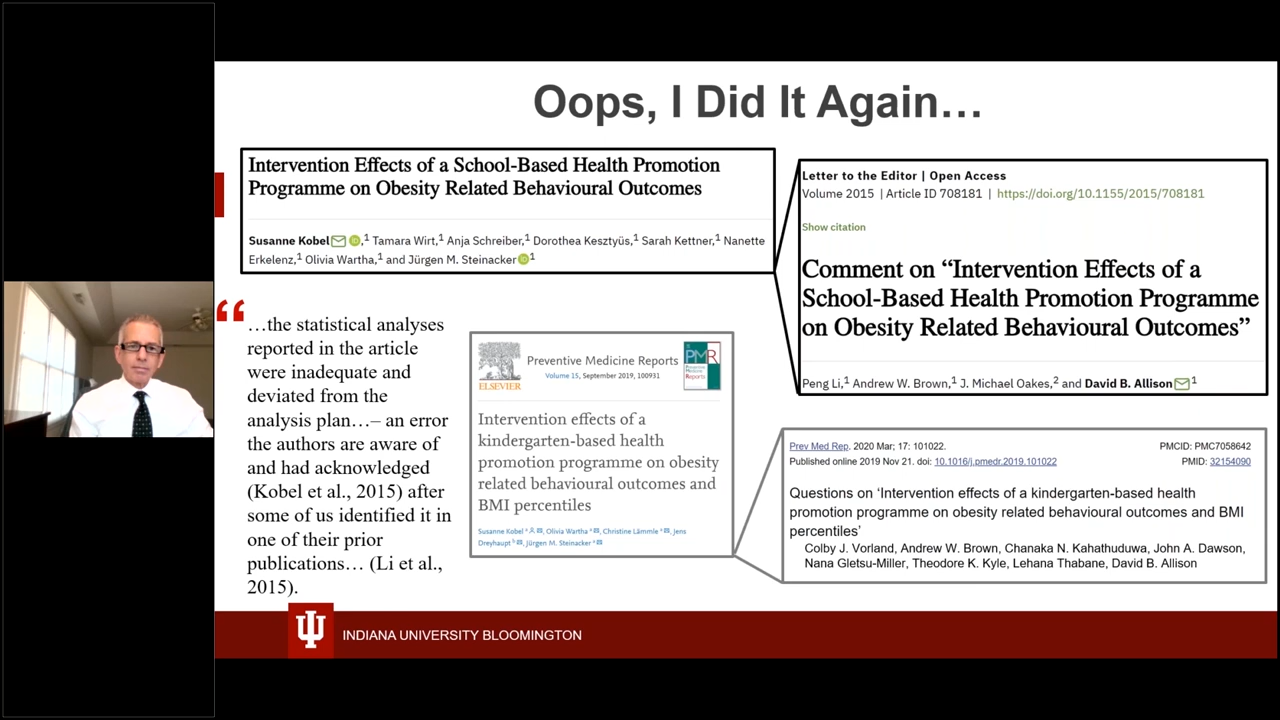 Oops, I Did It Again…
Intervention Effects of a School-Based Health Promotion
Programme on Obesity Related Behavioural Outcomes
Susanne Kobel,¹ Tamara Wirt,¹ Anja Schreiber,¹ Dorothea Kesztyüs,¹ Sarah Kettner,¹ Nanette
Erkelenz,¹ Olivia Wartha,¹ and Jürgen M. Steinacker¹
Letter to the Editor | Open Access
Volume 2015 | Article ID 708181 | https://doi.org/10.1155/2015/708181
Show citation
Comment on “Intervention Effects of a
School-Based Health Promotion Programme
on Obesity Related Behavioural Outcomes”
Peng Li,¹ Andrew W. Brown,¹ J. Michael Oakes,² and David B. Allison¹
“
…the statistical analyses
reported in the article
were inadequate and
deviated from the
analysis plan…– an error
the authors are aware of
and had acknowledged
(Kobel et al., 2015) after
some of us identified it in
one of their prior
publications… (Li et al.,
2015).
ELSEVIER
Preventive Medicine Reports
Volume 15, September 2019, 100931
PMR
Intervention effects of a
kindergarten-based health
promotion programme on obesity
related behavioural outcomes and
BMI percentiles
Susanne Kobel ᵃ, Olivia Wartha ᵃ, Christine Lämmle ᵃ, Jens
Dreyhaupt ᵇ, Jürgen M. Steinacker ᵃ
Prev Med Rep. 2020 Mar; 17: 101022.
PMCID: PMC7058642
Published online 2019 Nov 21. doi: 10.1016/j.pmedr.2019.101022
PMID: 32154090
Questions on ‘Intervention effects of a kindergarten-based health
promotion programme on obesity related behavioural outcomes and BMI
percentiles’
Colby J. Vorland, Andrew W. Brown, Chanaka N. Kahathuduwa, John A. Dawson,
Nana Gletsu-Miller, Theodore K. Kyle, Lehana Thabane, David B. Allison
INDIANA UNIVERSITY BLOOMINGTON